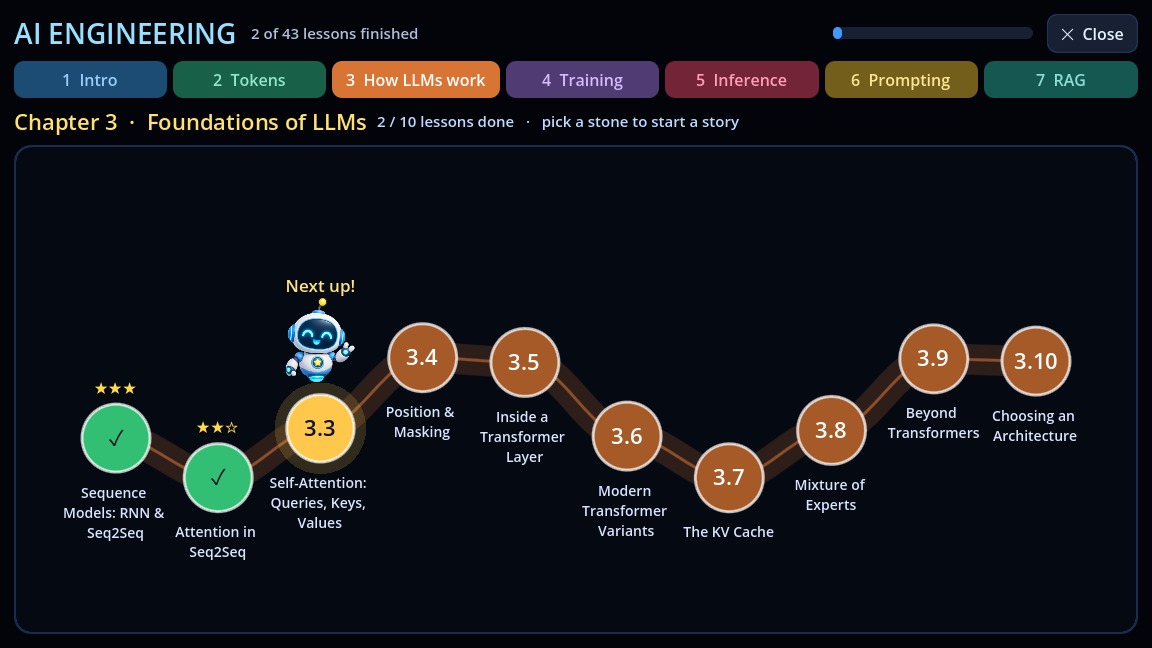 AI ENGINEERING 2 of 43 lessons finished
Close
1 Intro
2 Tokens
3 How LLMs work
4 Training
5 Inference
6 Prompting
7 RAG
Chapter 3 · Foundations of LLMs 2 / 10 lessons done · pick a stone to start a story
Sequence
Models: RNN &
Seq2Seq
Attention in
Seq2Seq
Next up!
3.3
Self-Attention:
Queries, Keys,
Values
3.4
Position &
Masking
3.5
Inside a
Transformer
Layer
3.6
Modern
Transformer
Variants
3.7
The KV Cache
3.8
Mixture of
Experts
3.9
Beyond
Transformers
3.10
Choosing an
Architecture